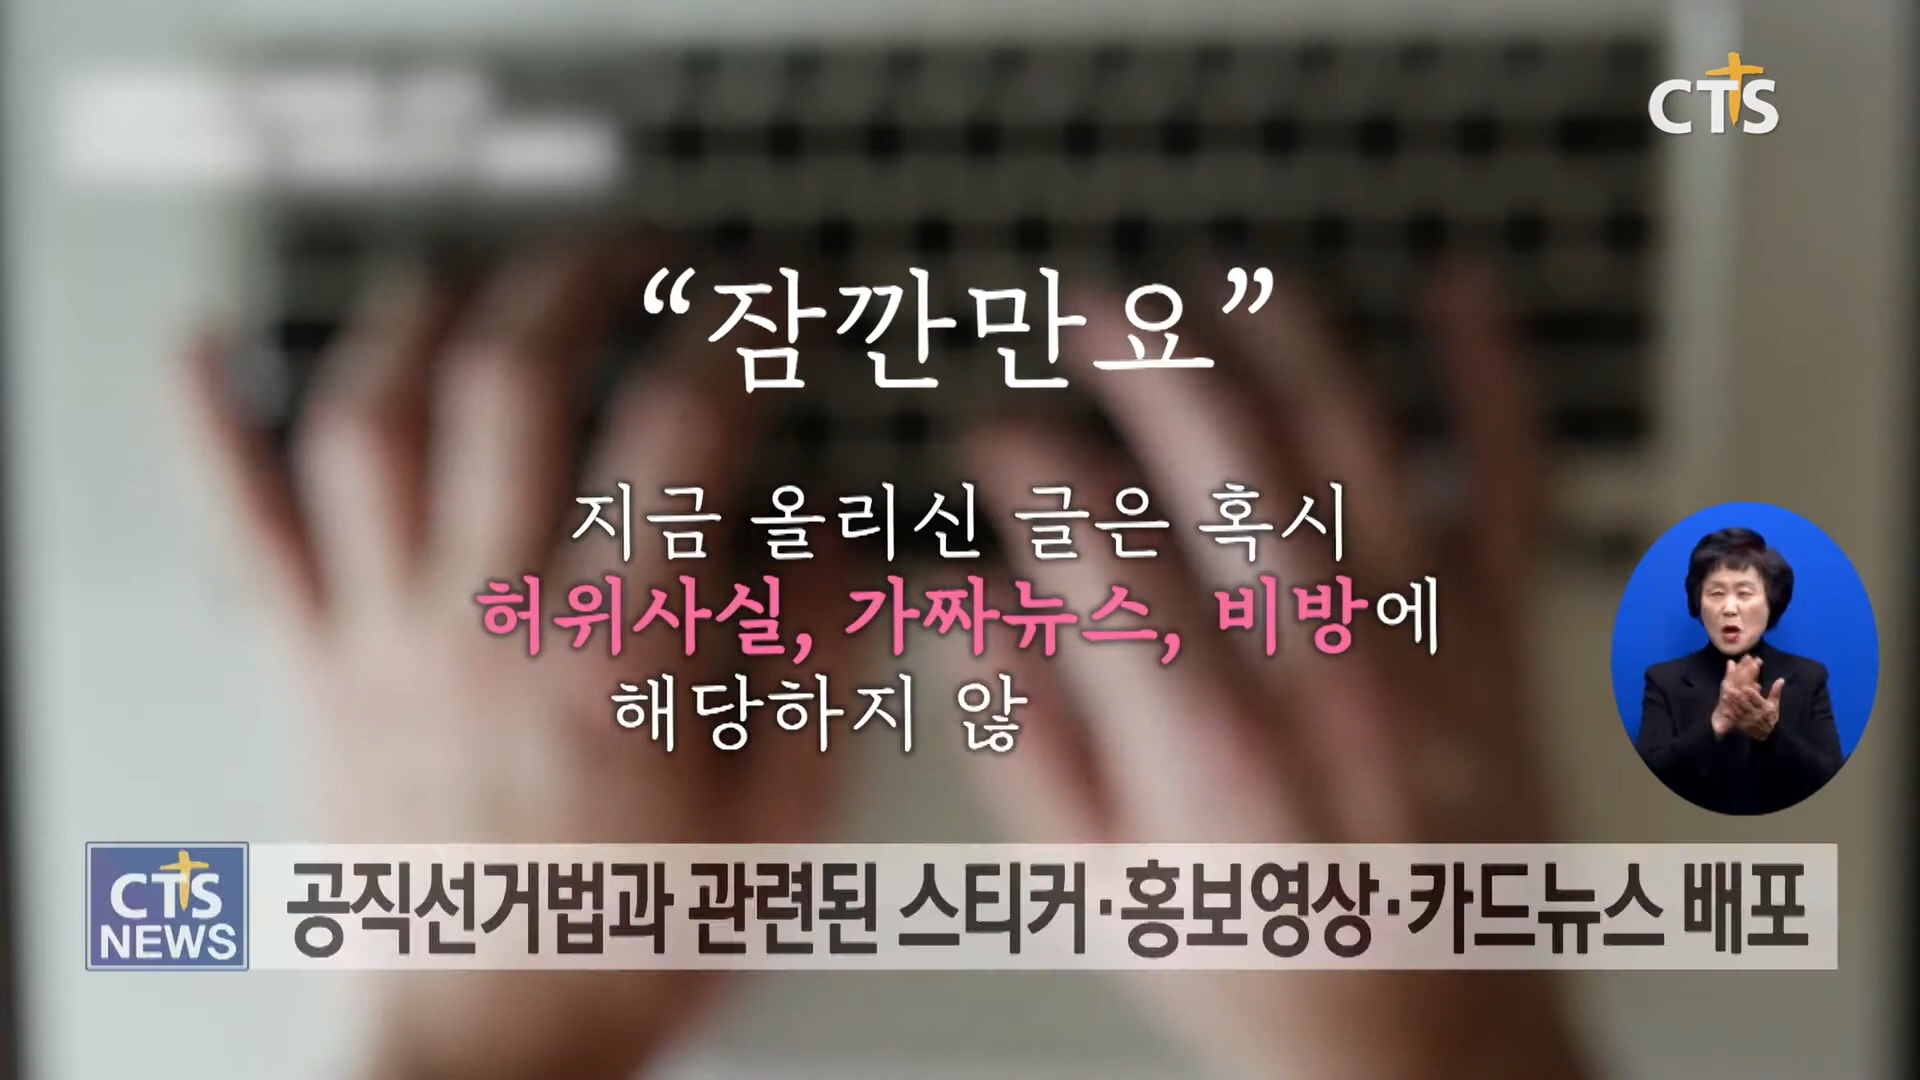 CTS
“잠깐만요”
지금 올리신 글은 혹시
허위사실, 가짜뉴스, 비방에
해당하지 않
CTS
NEWS
공직선거법과 관련된 스티커·홍보영상·카드뉴스 배포